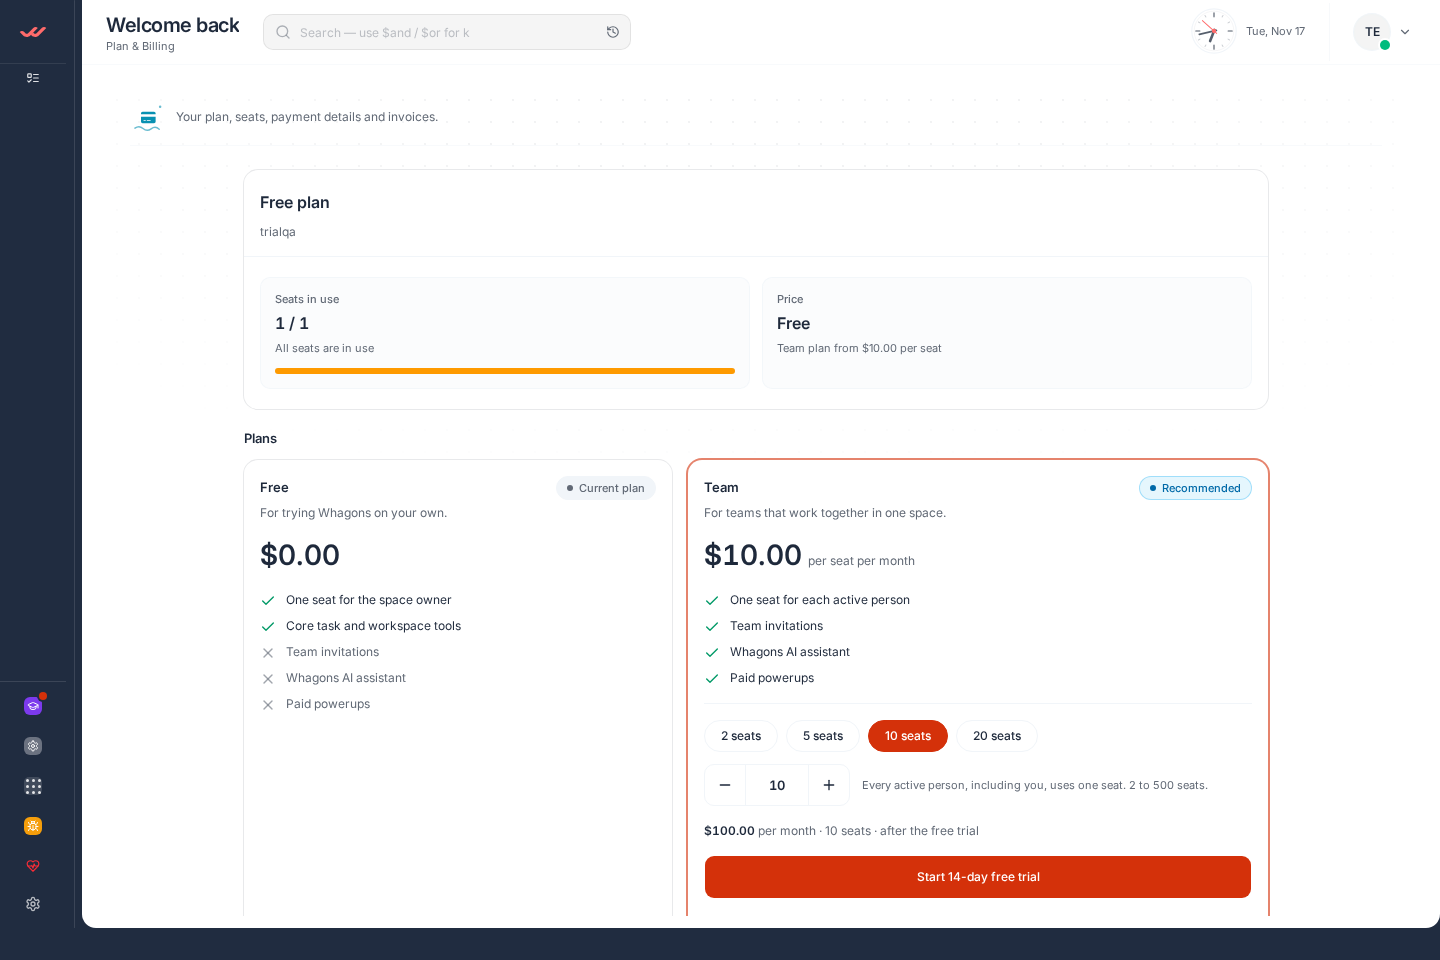 Welcome back
Plan & Billing
Search — use $and / $or for k
Tue, Nov 17
TE
Your plan, seats, payment details and invoices.
Free plan
trialqa
Seats in use
1 / 1
All seats are in use
Price
Free
Team plan from $10.00 per seat
Plans
Free
Current plan
For trying Whagons on your own.
$0.00
One seat for the space owner
Core task and workspace tools
Team invitations
Whagons AI assistant
Paid powerups
Team
Recommended
For teams that work together in one space.
$10.00 per seat per month
One seat for each active person
Team invitations
Whagons AI assistant
Paid powerups
2 seats
5 seats
10 seats
20 seats
10
Every active person, including you, uses one seat. 2 to 500 seats.
$100.00 per month · 10 seats · after the free trial
Start 14-day free trial